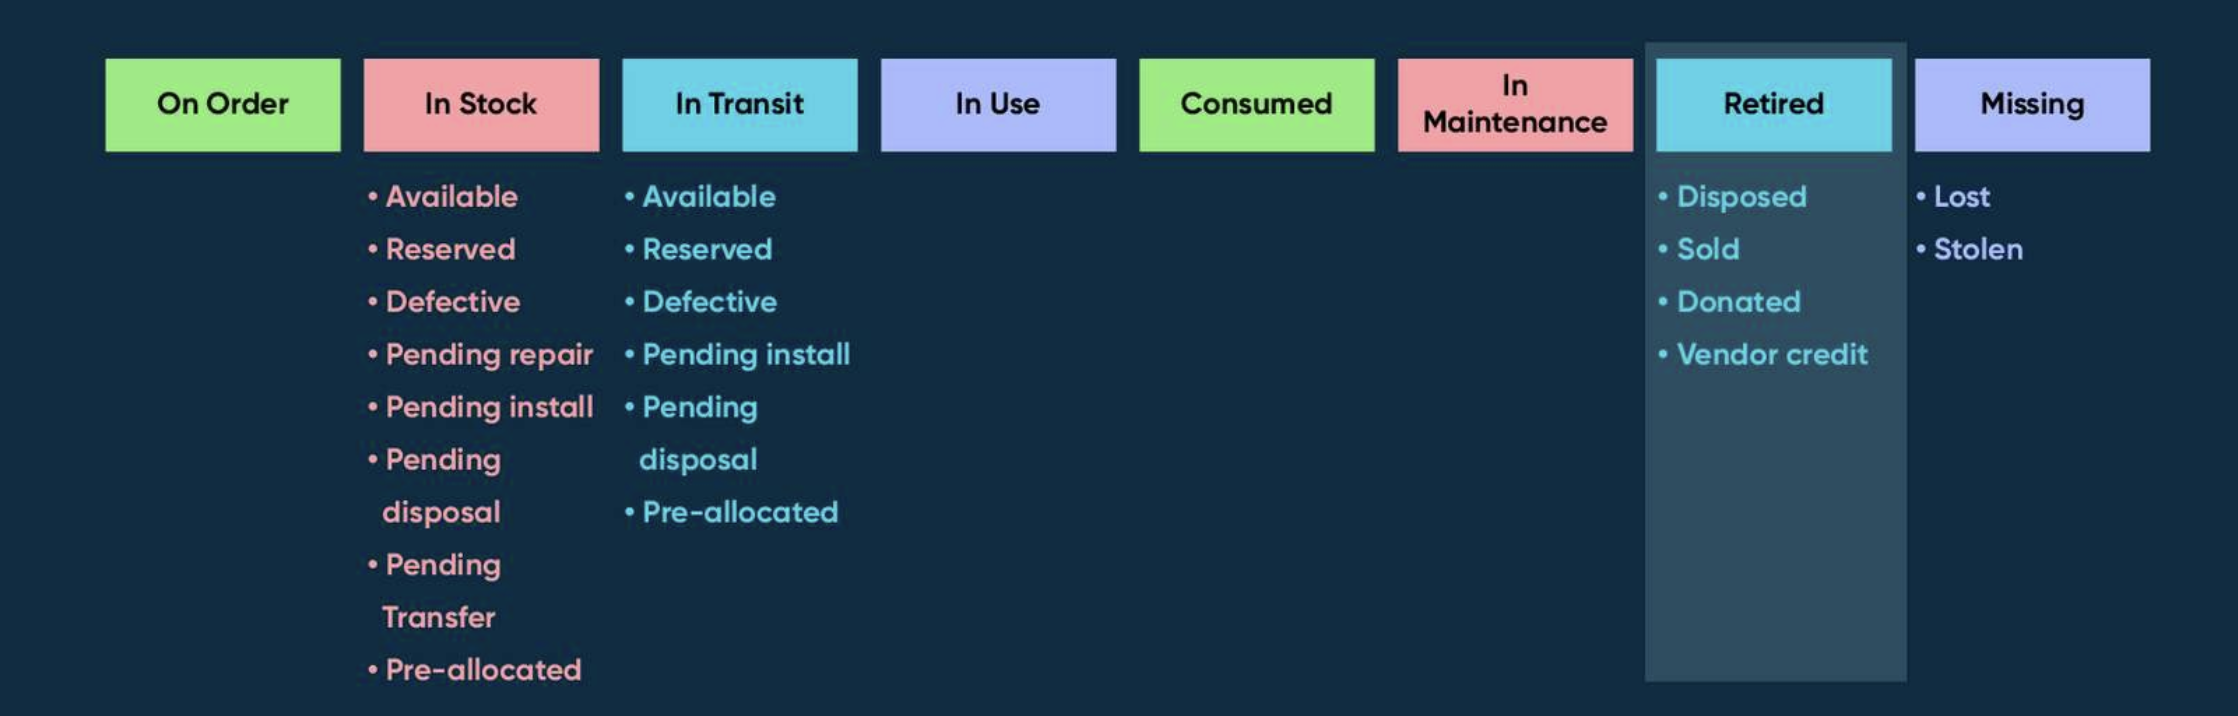 On Order
In Stock
In Transit
In Use
Consumed
In
Maintenance
Retired
Missing
• Available
• Reserved
• Defective
• Pending repair
• Pending install
• Pending
disposal
• Pending
Transfer
• Pre-allocated
• Available
• Reserved
• Defective
• Pending install
• Pending
disposal
• Pre-allocated
• Disposed
• Sold
• Donated
• Vendor credit
• Lost
• Stolen